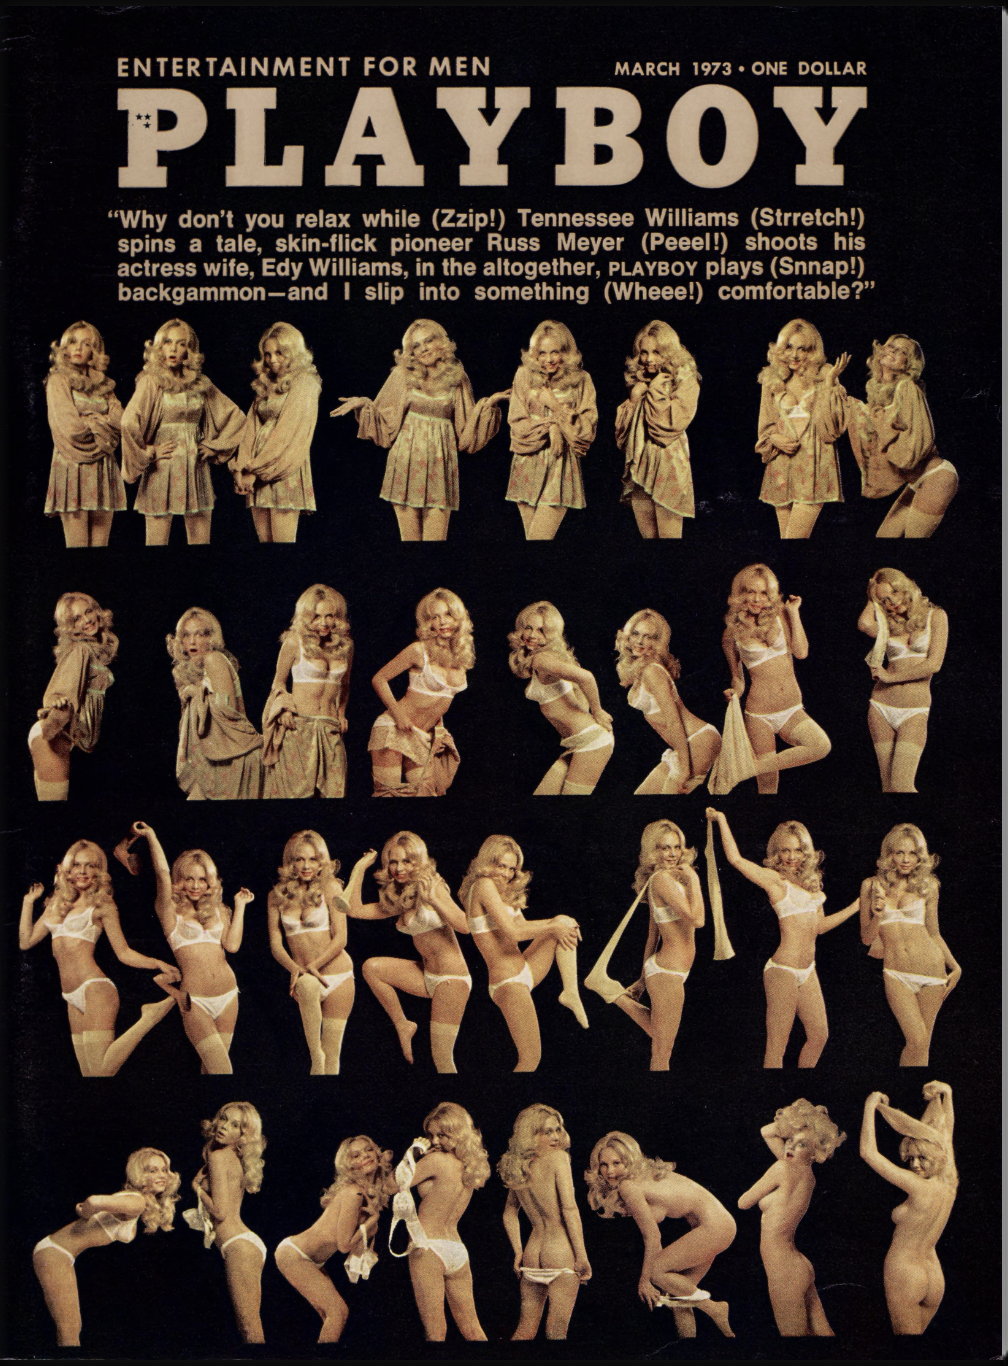 ENTERTAINMENT FOR MEN
MARCH 1973 • ONE DOLLAR
PLAYBOY
“Why don’t you relax while (Zzip!) Tennessee Williams (Strretch!)
spins a tale, skin-flick pioneer Russ Meyer (Peeel!) shoots his
actress wife, Edy Williams, in the altogether, PLAYBOY plays (Snnap!)
backgammon—and I slip into something (Wheee!) comfortable?”